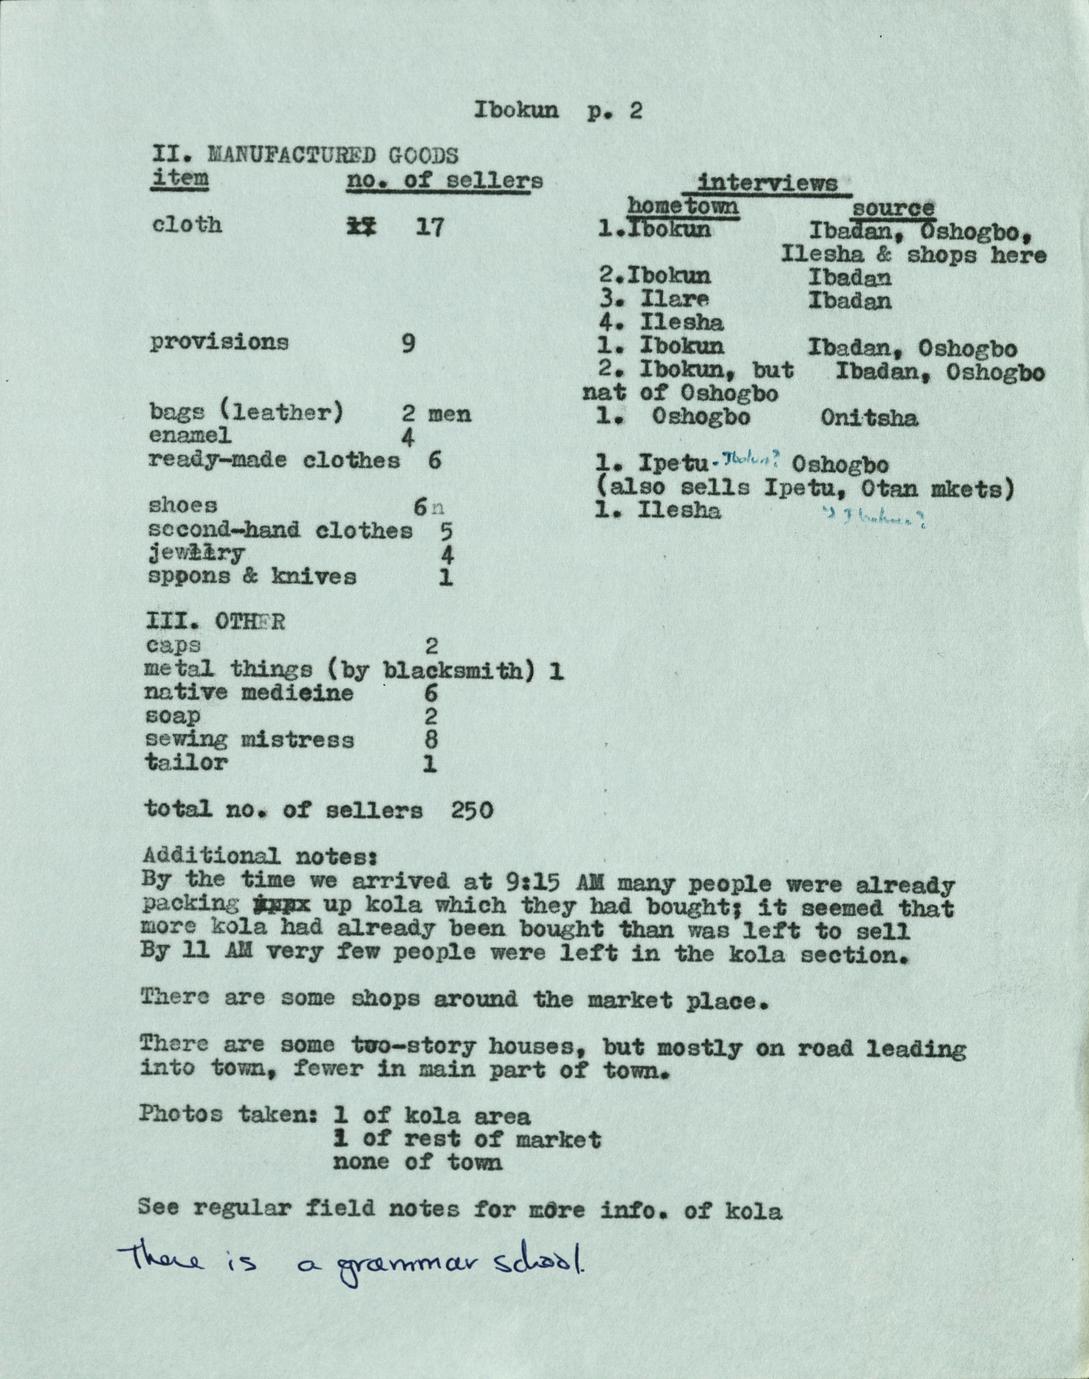 Ibokun p. 2
II. MANUFACTURED GOODS
item no. of sellers interviews
hometown source
cloth 17 1.Ibokun Ibadan, Oshogbo,
Ilesha & shops here
2.Ibokun Ibadan
3. Ilare Ibadan
4. Ilesha
provisions 9 1. Ibokun Ibadan, Oshogbo
2. Ibokun, but Ibadan, Oshogbo
nat of Oshogbo
bags (leather) 2 men 1. Oshogbo Onitsha
enamel 4
ready-made clothes 6 1. Ipetu-Ibokun? Oshogbo
(also sells Ipetu, Otan mkets)
shoes 6n 1. Ilesha
second-hand clothes 5
jewllry 4
sppons & knives 1
III. OTHER
caps 2
metal things (by blacksmith) 1
native medicine 6
soap 2
sewing mistress 8
tailor 1
total no. of sellers 250
Additional notes:
By the time we arrived at 9:15 AM many people were already
packing up kola which they had bought; it seemed that
more kola had already been bought than was left to sell
By 11 AM very few people were left in the kola section.
There are some shops around the market place.
There are some two-story houses, but mostly on road leading
into town, fewer in main part of town.
Photos taken: 1 of kola area
1 of rest of market
none of town
See regular field notes for more info. of kola
There is a grammar school.